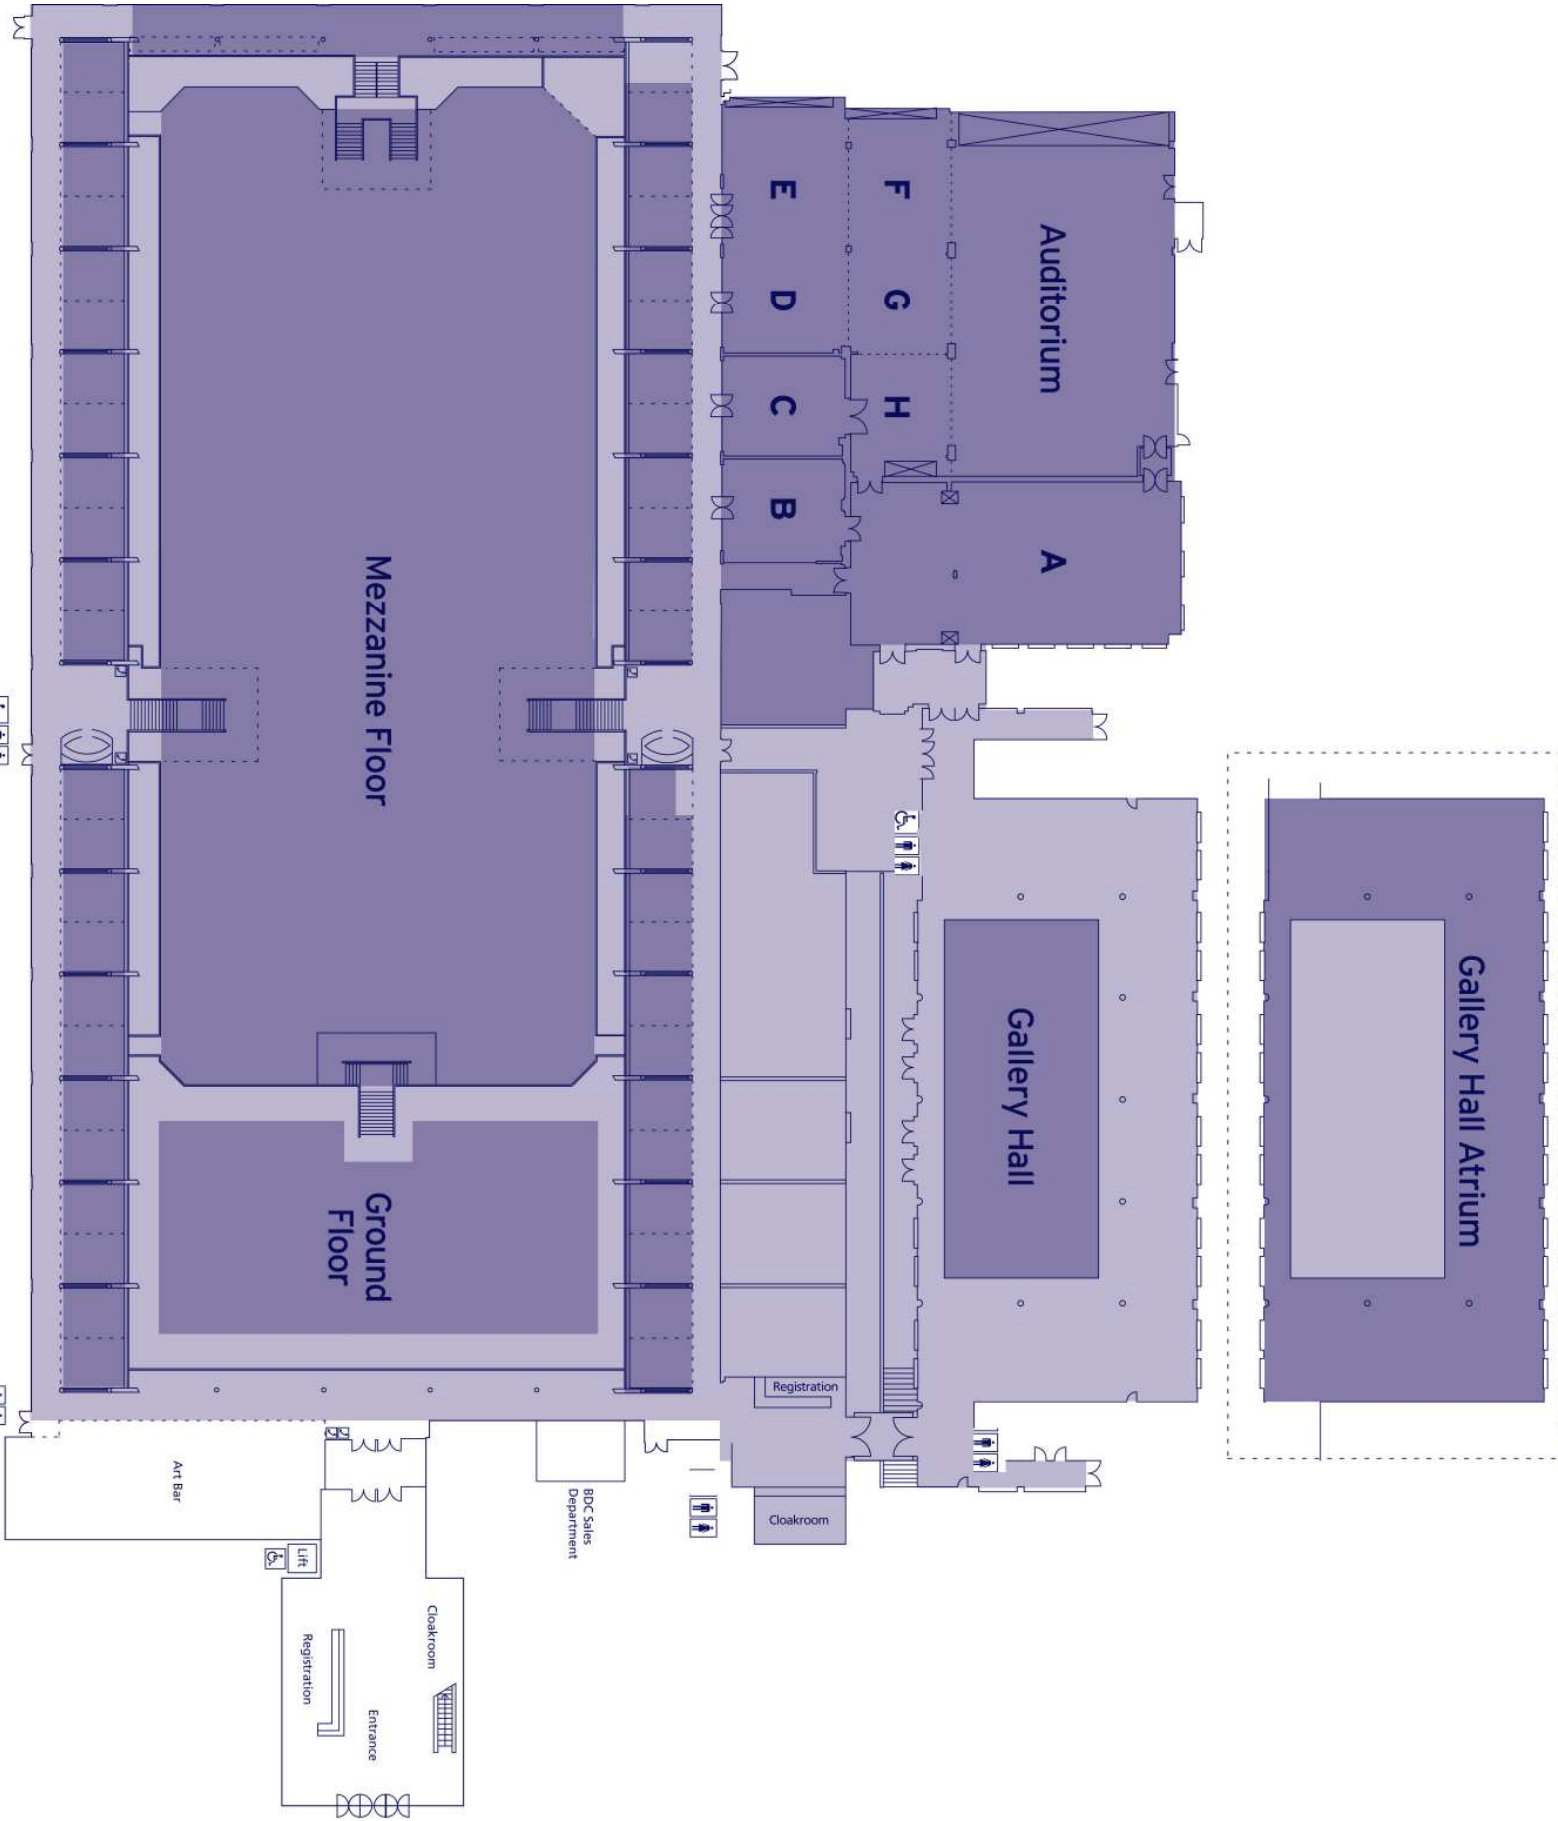 E
F
Auditorium
D
G
C
H
B
A
Mezzanine Floor
Gallery Hall
Gallery Hall Atrium
Ground
Floor
Registration
Art Bar
BDC Sales
Department
Cloakroom
Lift
Cloakroom
Registration
Entrance